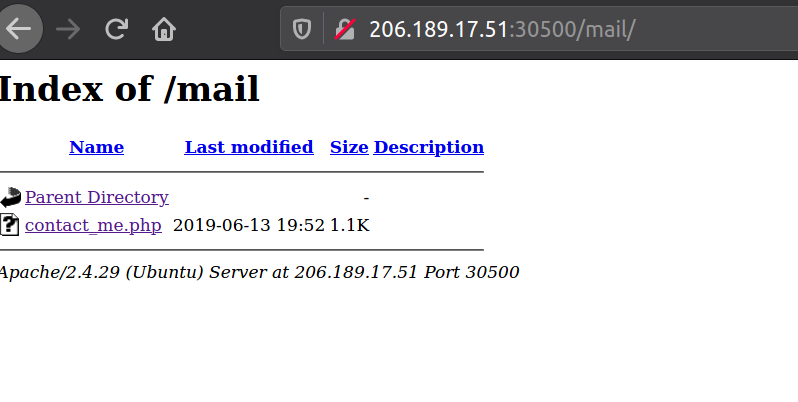 206.189.17.51:30500/mail/
Index of /mail
Name Last modified Size Description
Parent Directory -
contact_me.php 2019-06-13 19:52 1.1K
Apache/2.4.29 (Ubuntu) Server at 206.189.17.51 Port 30500